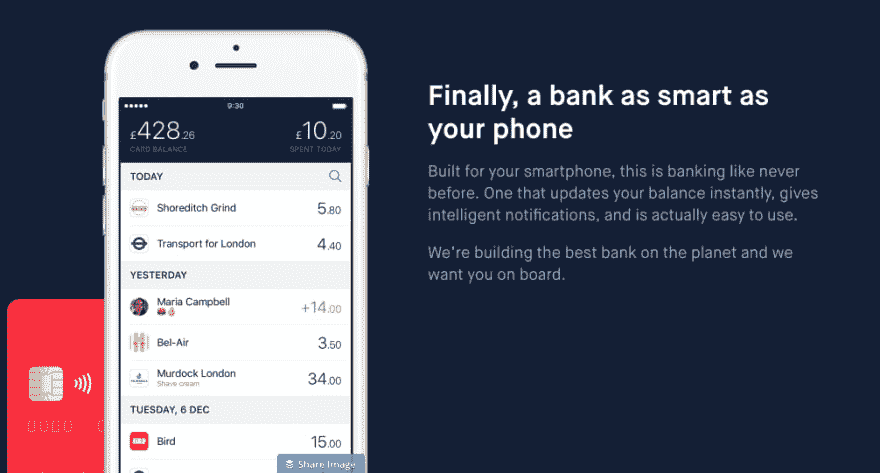 9:30
£428.26
£10.20
CARD BALANCE
SPENT TODAY
TODAY
Shoreditch Grind 5.80
Transport for London 4.40
YESTERDAY
Maria Campbell +14.00
Bel-Air 3.50
Murdock London 34.00
Shave cream
TUESDAY, 6 DEC
Bird 15.00
Share Image
Finally, a bank as smart as
your phone
Built for your smartphone, this is banking like never
before. One that updates your balance instantly, gives
intelligent notifications, and is actually easy to use.
We're building the best bank on the planet and we
want you on board.